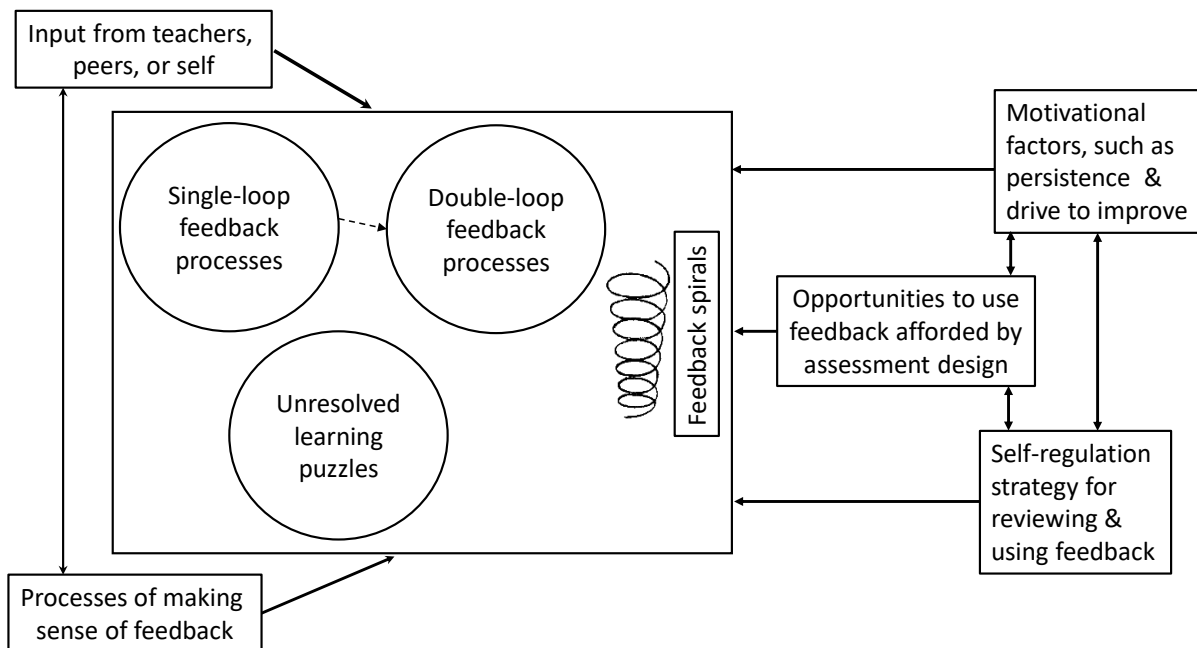 Input from teachers,
peers, or self
Single-loop
feedback
processes
Double-loop
feedback
processes
Unresolved
learning
puzzles
Feedback spirals
Motivational
factors, such as
persistence &
drive to improve
Opportunities to use
feedback afforded by
assessment design
Self-regulation
strategy for
reviewing &
using feedback
Processes of making
sense of feedback